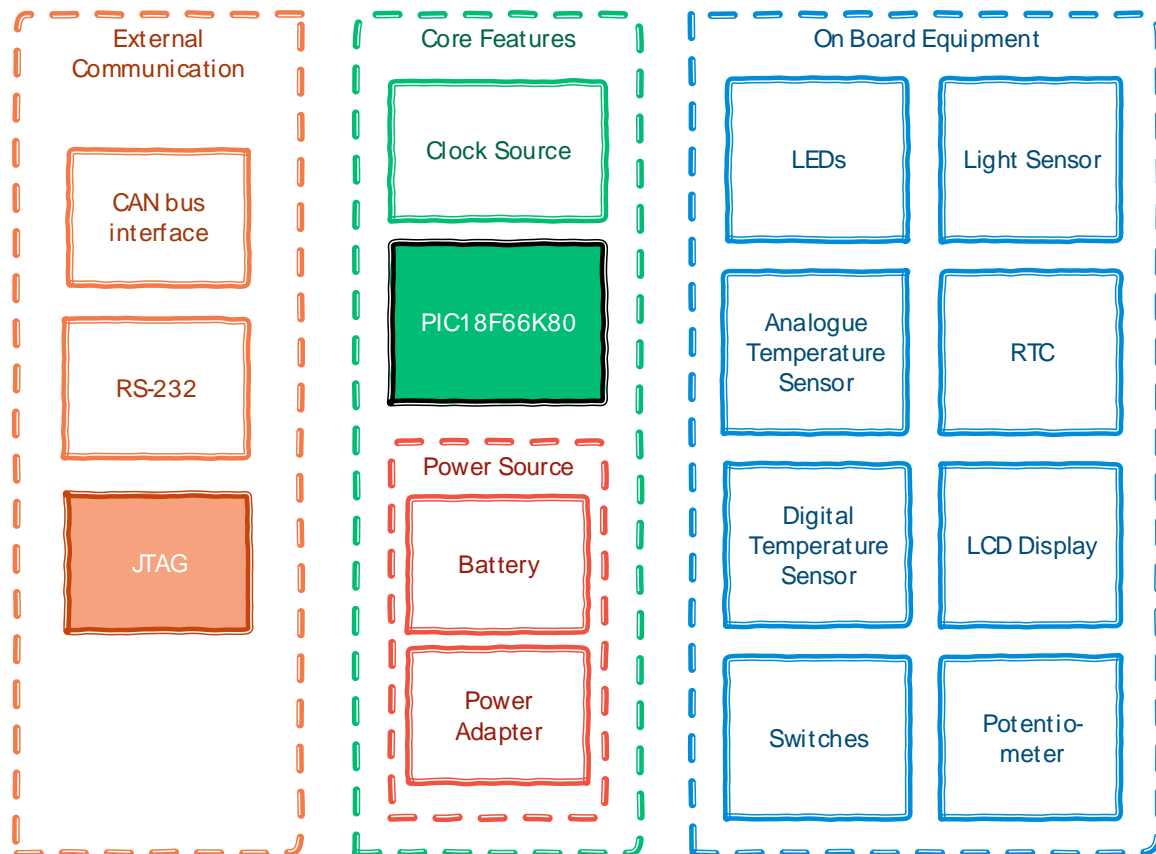 External
Communication
CAN bus
interface
RS-232
JTAG
Core Features
Clock Source
PIC18F66K80
Power Source
Battery
Power
Adapter
On Board Equipment
LEDs
Light Sensor
Analogue
Temperature
Sensor
RTC
Digital
Temperature
Sensor
LCD Display
Switches
Potentio-
meter